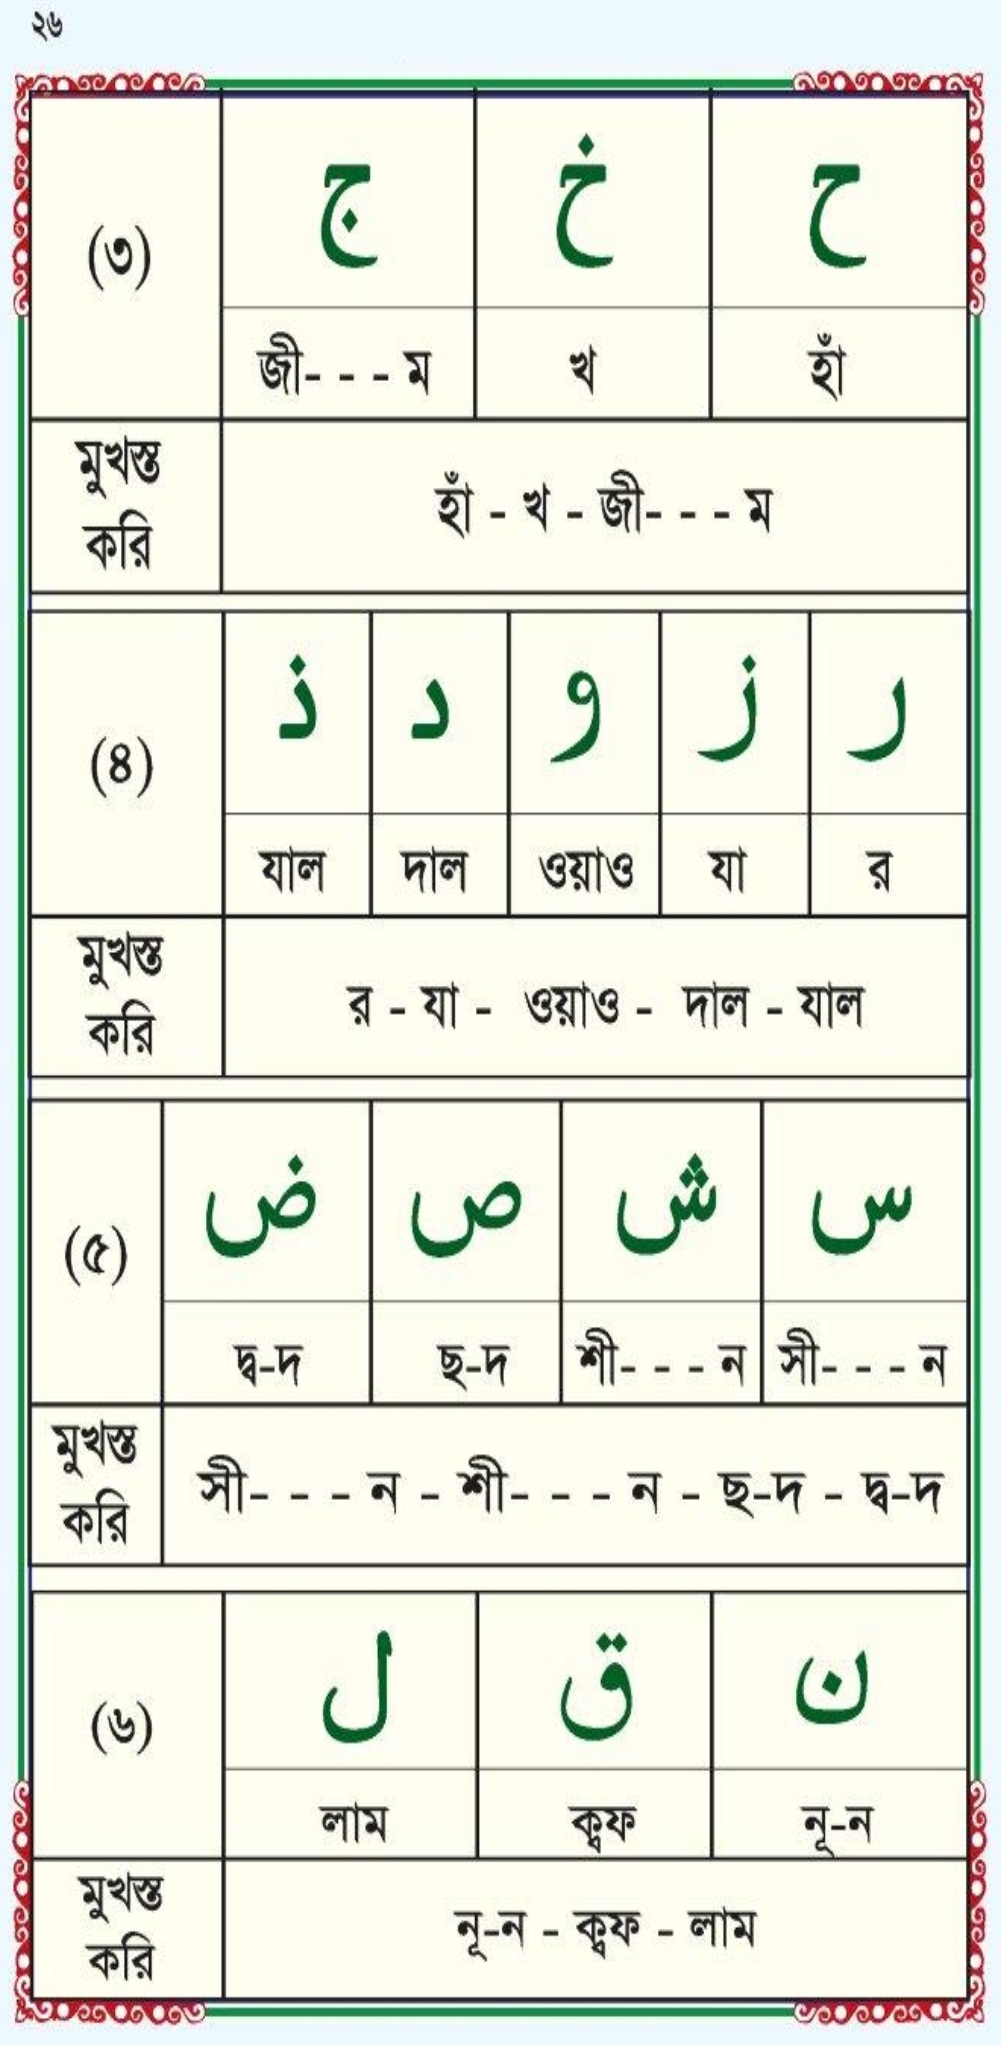 ২৬
(৩) ج خ ح
জী- - - ম খ হাঁ
মুখস্ত
করি
হাঁ - খ - জী- - - ম
(৪) ذ د و ز ر
যাল দাল ওয়াও যা র
মুখস্ত
করি
র - যা - ওয়াও - দাল - যাল
(৫) ض ص ش س
দ্ব-দ ছ-দ শী- - - ন সী- - - ন
মুখস্ত
করি
সী- - - ন - শী- - - ন - ছ-দ - দ্ব-দ
(৬) ل ق ن
লাম ক্বফ নূ-ন
মুখস্ত
করি
নূ-ন - ক্বফ - লাম